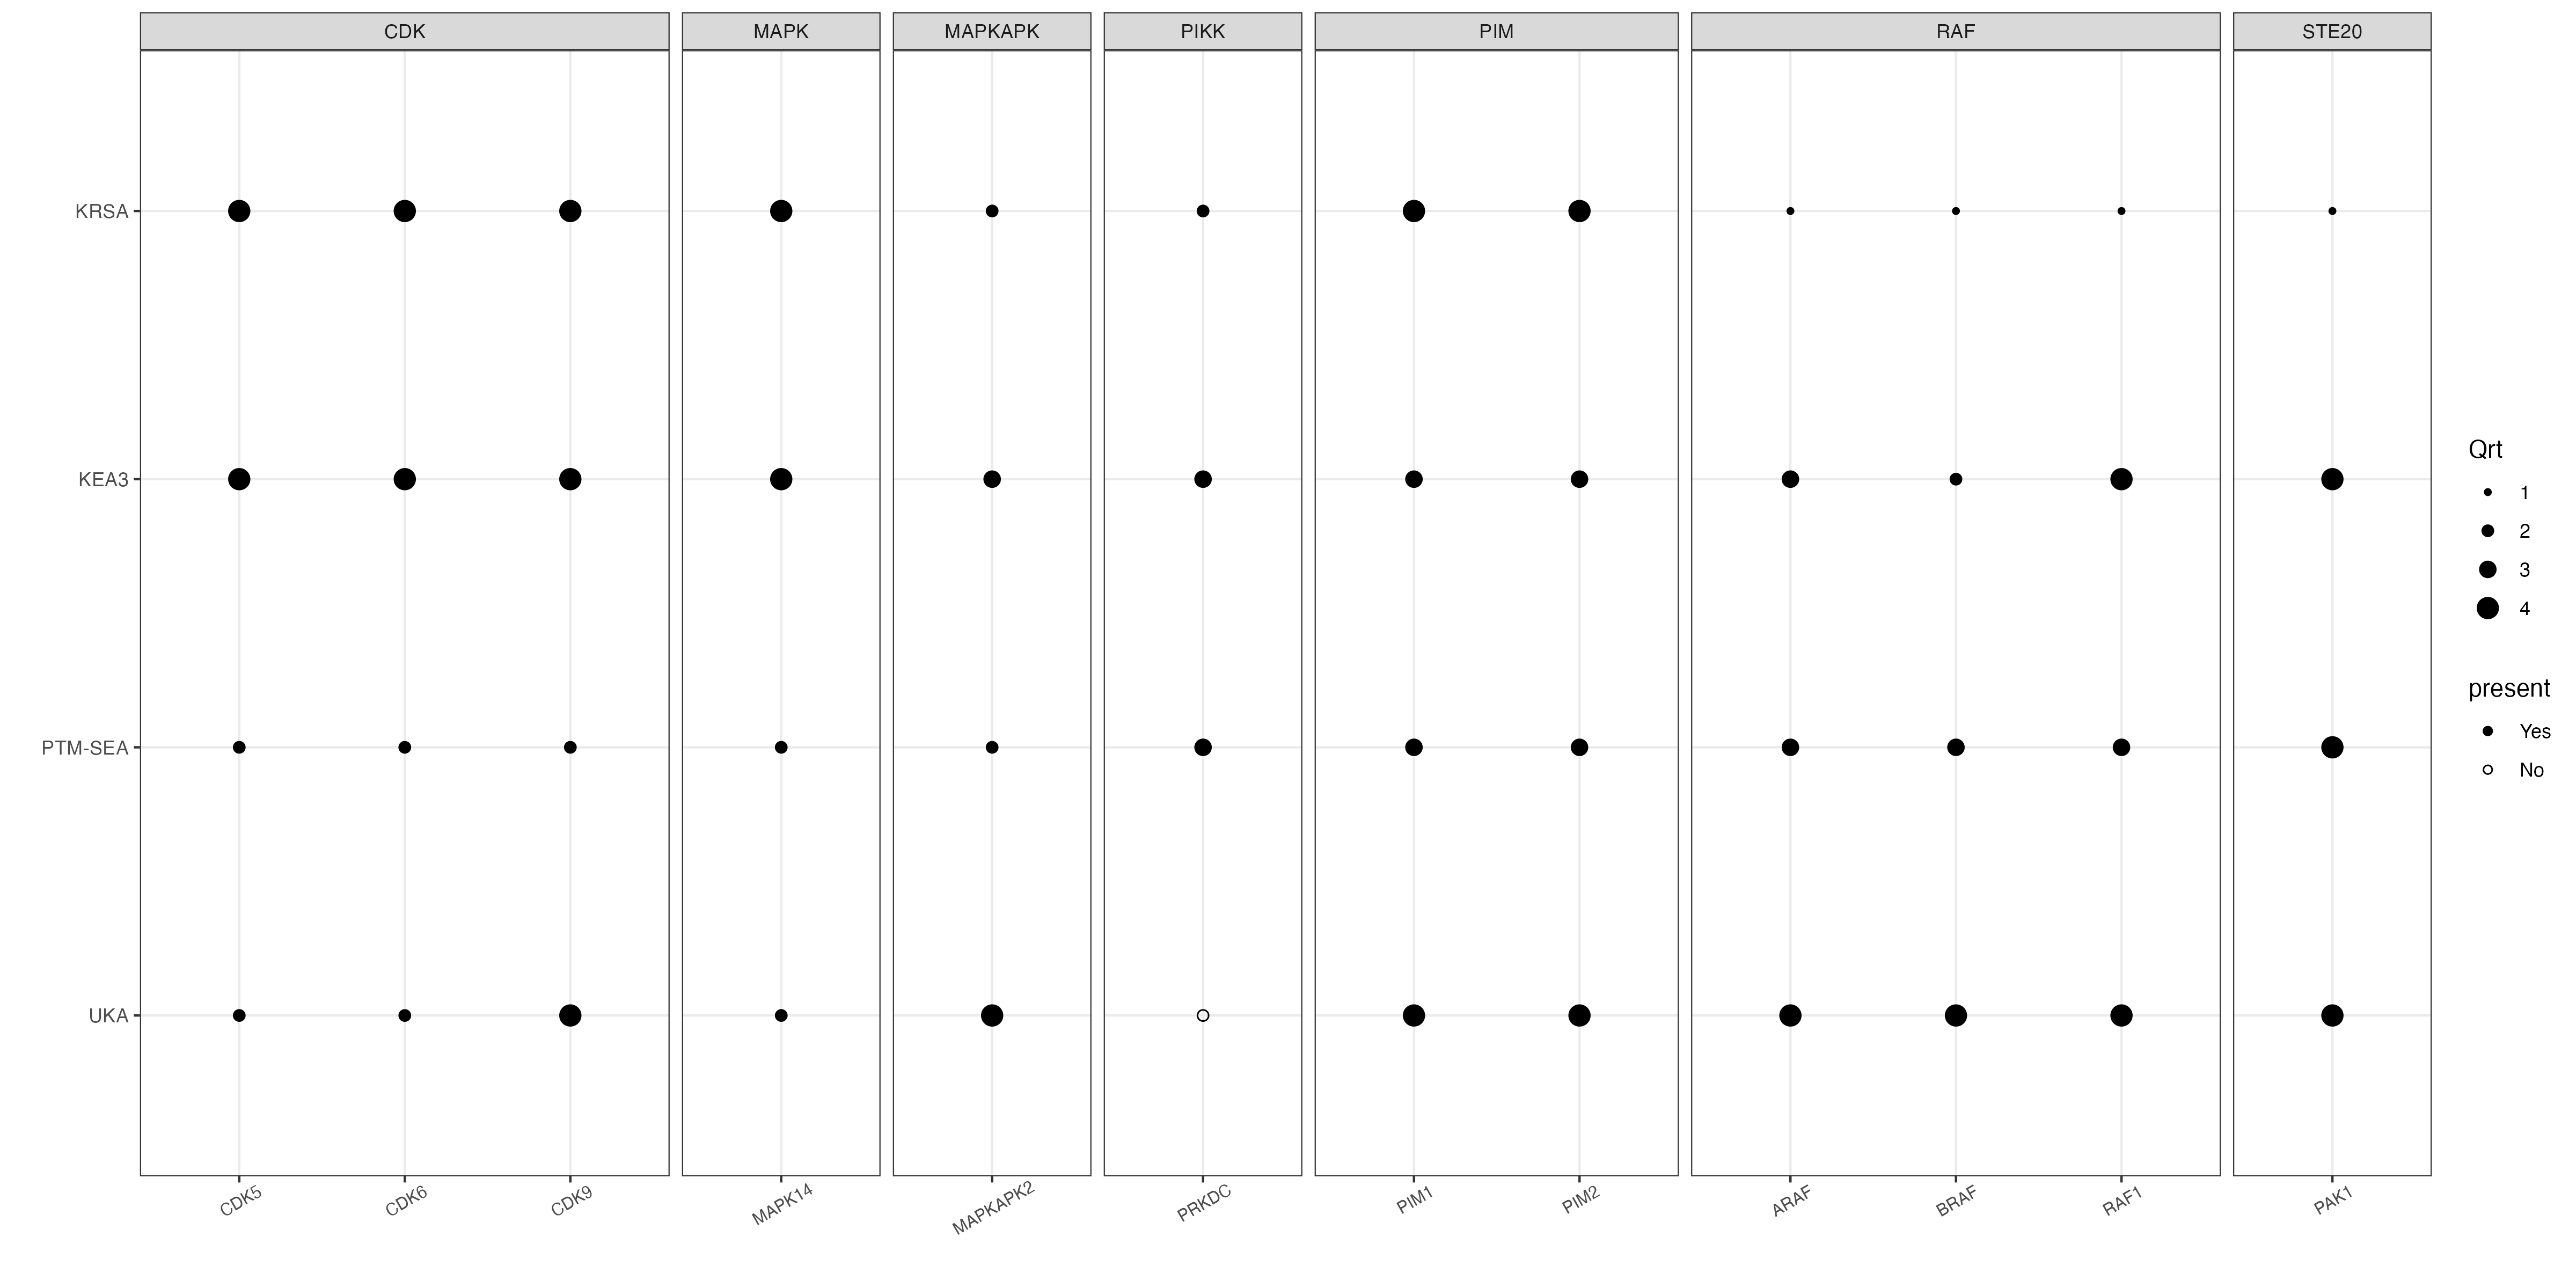 CDK MAPK MAPKAPK PIKK PIM RAF STE20
KRSA
KEA3
PTM-SEA
UKA
CDK5 CDK6 CDK9 MAPK14 MAPKAPK2 PRKDC PIM1 PIM2 ARAF BRAF RAF1 PAK1
Qrt
1
2
3
4
present
Yes
No